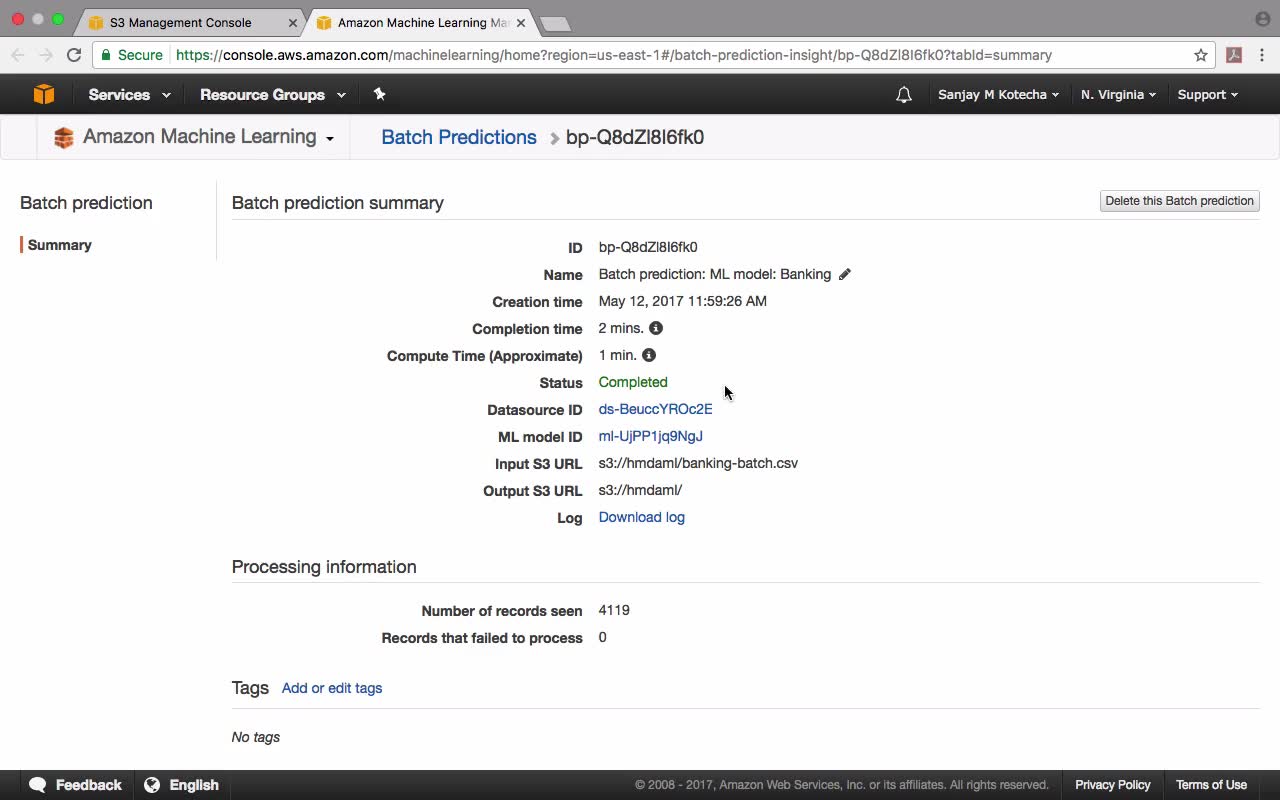 S3 Management Console
Amazon Machine Learning Ma
Secure https://console.aws.amazon.com/machinelearning/home?region=us-east-1#/batch-prediction-insight/bp-Q8dZl8I6fk0?tabId=summary
Services Resource Groups Sanjay M Kotecha N. Virginia Support
Amazon Machine Learning Batch Predictions > bp-Q8dZl8I6fk0
Batch prediction
Summary
Batch prediction summary Delete this Batch prediction
ID bp-Q8dZl8I6fk0
Name Batch prediction: ML model: Banking
Creation time May 12, 2017 11:59:26 AM
Completion time 2 mins.
Compute Time (Approximate) 1 min.
Status Completed
Datasource ID ds-BeuccYROc2E
ML model ID ml-UjPP1jq9NgJ
Input S3 URL s3://hmdaml/banking-batch.csv
Output S3 URL s3://hmdaml/
Log Download log
Processing information
Number of records seen 4119
Records that failed to process 0
Tags Add or edit tags
No tags
Feedback English © 2008 - 2017, Amazon Web Services, Inc. or its affiliates. All rights reserved. Privacy Policy Terms of Use